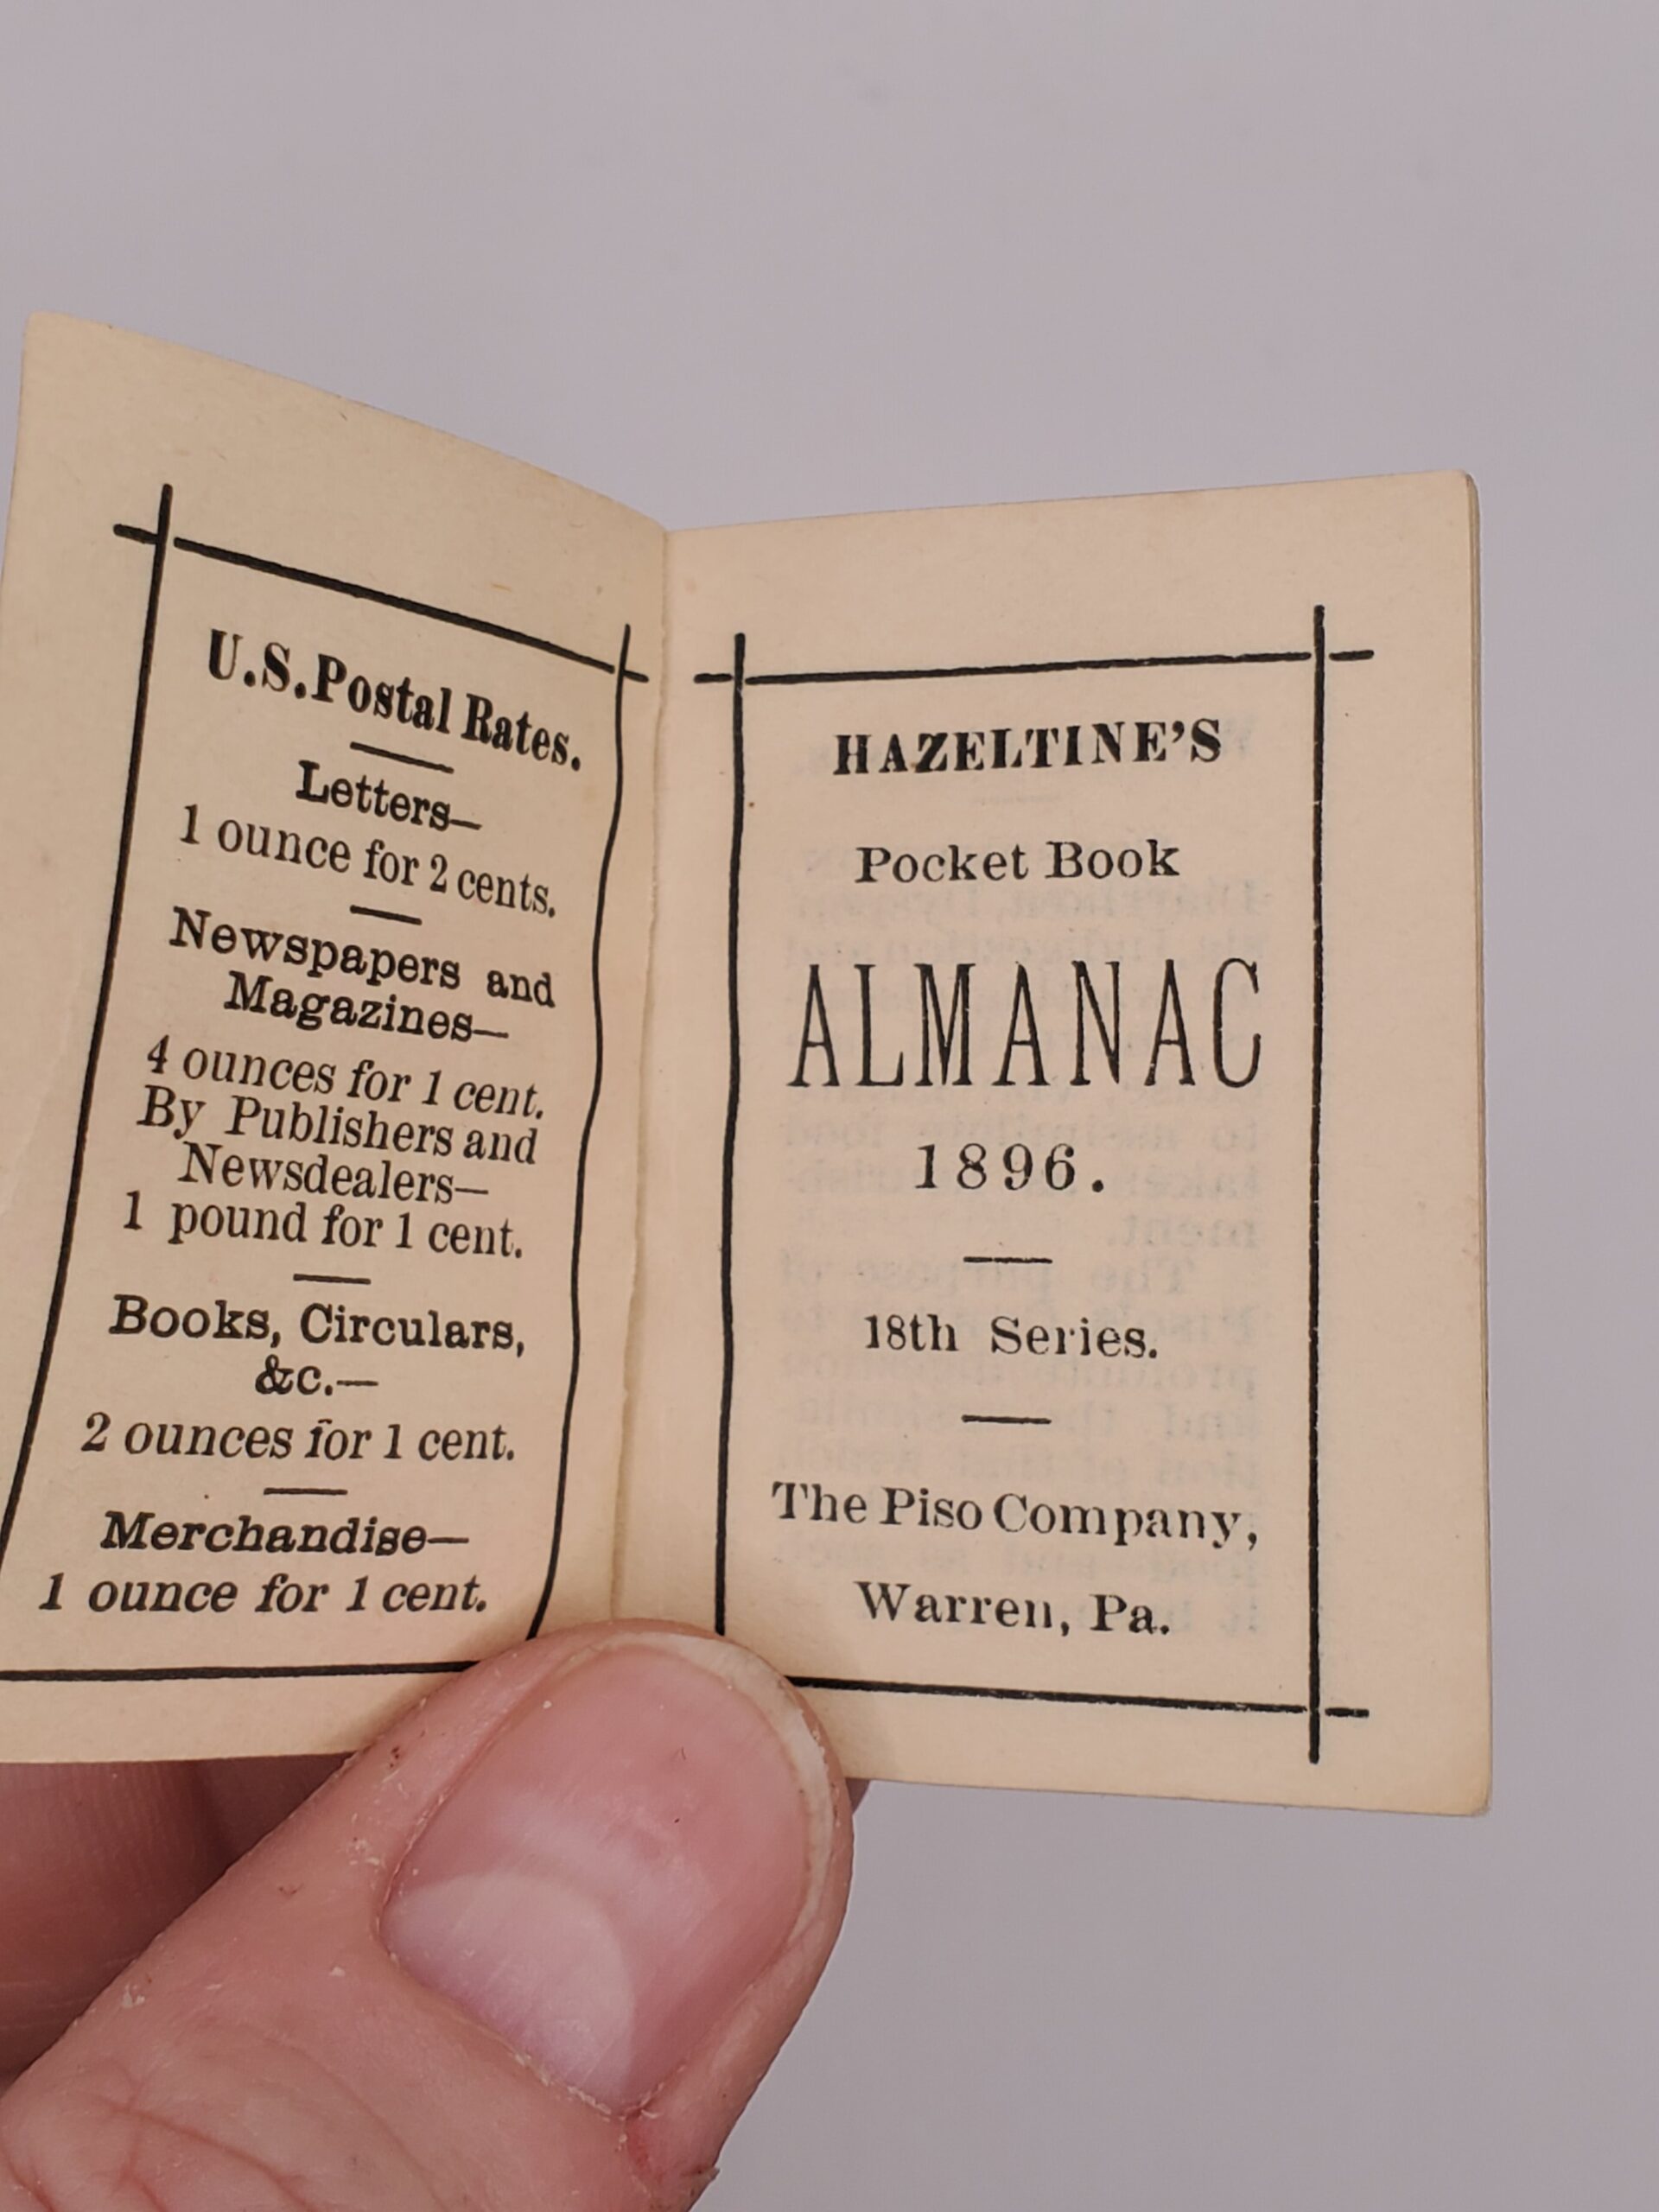 U.S. Postal Rates.
Letters—
1 ounce for 2 cents.
Newspapers and
Magazines—
4 ounces for 1 cent.
By Publishers and
Newsdealers—
1 pound for 1 cent.
Books, Circulars,
&c.—
2 ounces for 1 cent.
Merchandise—
1 ounce for 1 cent.
HAZELTINE'S
Pocket Book
ALMANAC
1896.
18th Series.
The Piso Company,
Warren, Pa.